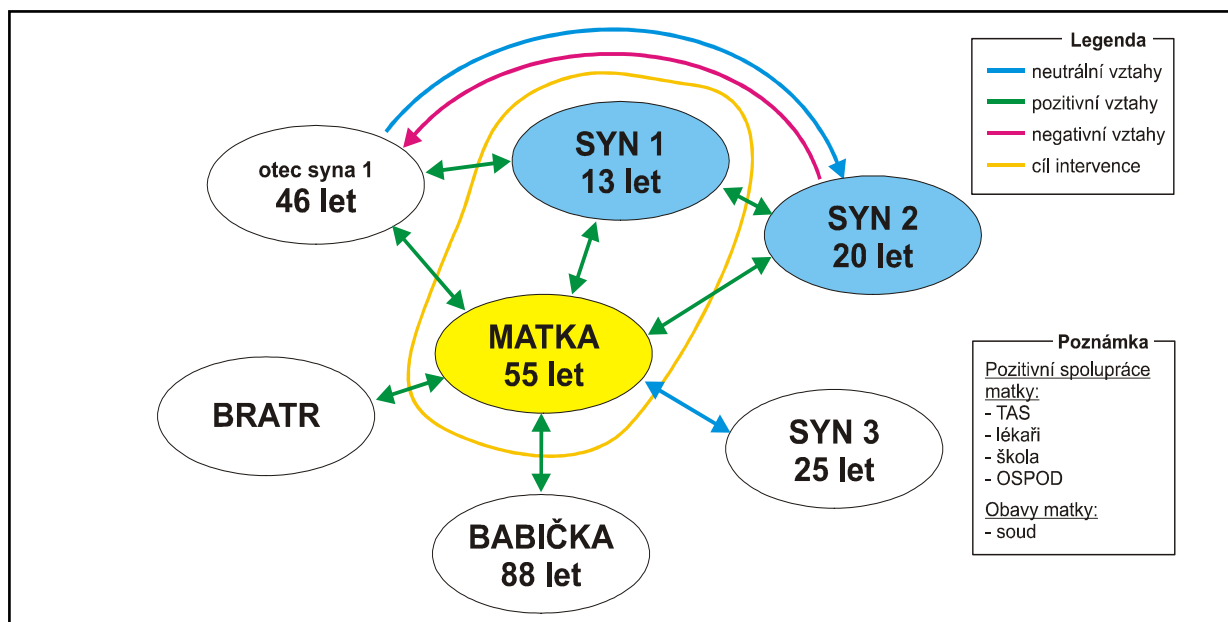 Legenda
neutrální vztahy
pozitivní vztahy
negativní vztahy
cíl intervence
otec syna 1
46 let
SYN 1
13 let
SYN 2
20 let
MATKA
55 let
BRATR
SYN 3
25 let
BABIČKA
88 let
Poznámka
Pozitivní spolupráce
matky:
- TAS
- lékaři
- škola
- OSPOD
Obavy matky:
- soud